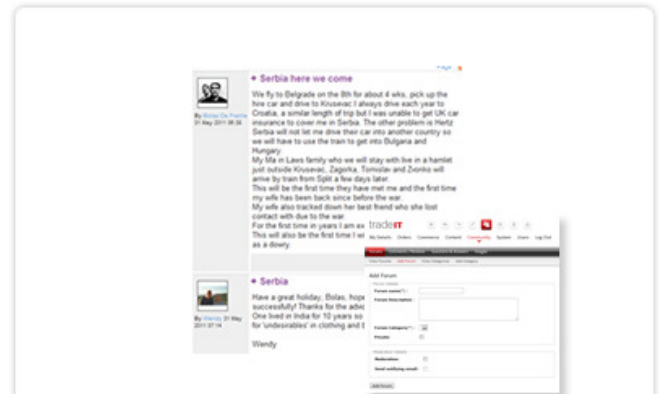 Serbia here we come
We fly to Belgrade on the 8th for about 4 wks, pick up the
hire car and drive to Krusevac.I always drive each year to
Croatia, a similar length of trip but I was unable to get UK car
insurance to cover me in Serbia. The other problem is Hertz
Serbia will not let me drive their car into another country so
we will have to use the train to get into Bulgaria and
Hungary.
My Ma in Laws family who we will stay with live in a hamlet
just outside Krusevac, Zagorka, Tomislav and Zvonko will
arrive by train from Split a few days later.
This will be the first time they have met me and the first time
my wife has been back since before the war.
My wife also tracked down her best friend who she lost
contact with due to the war.
For the first time in years I am ex
This will also be the first time I wi
as a dowry.
By Bolas De
31 May 2011
Serbia
Have a great holiday, Bolas, hope
successfully! Thanks for the advic
One lived in India for 10 years so
for 'undesirables' in clothing and
Wendy
By Wendy 31 May
2011 07:14
tradeIT
My Details Orders Commerce Content Community System Users Log Out
View Forums Add Forum View Categories Add Category
Add Forum
Forum name(*) :
Forum Description :
Forum Category(*) :
Private
Moderation:
Send notifying email:
Add Forum